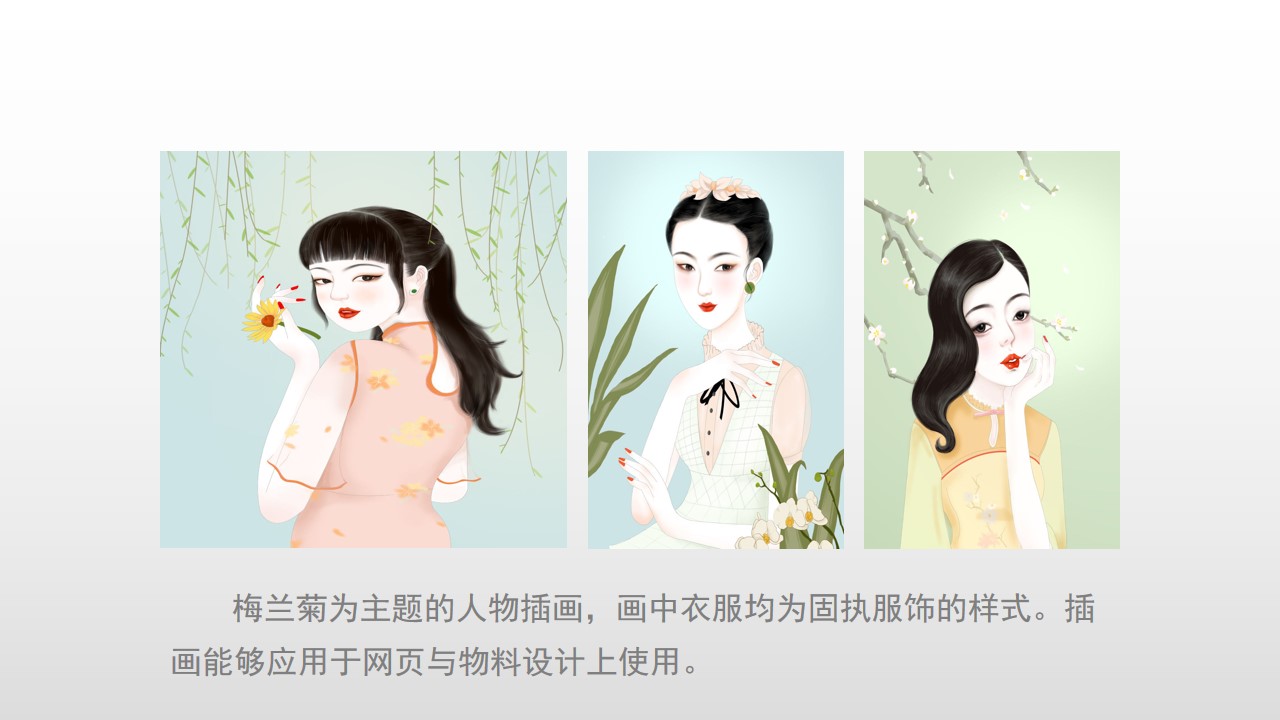 梅兰菊为主题的人物插画，画中衣服均为固执服饰的样式。插
画能够应用于网页与物料设计上使用。